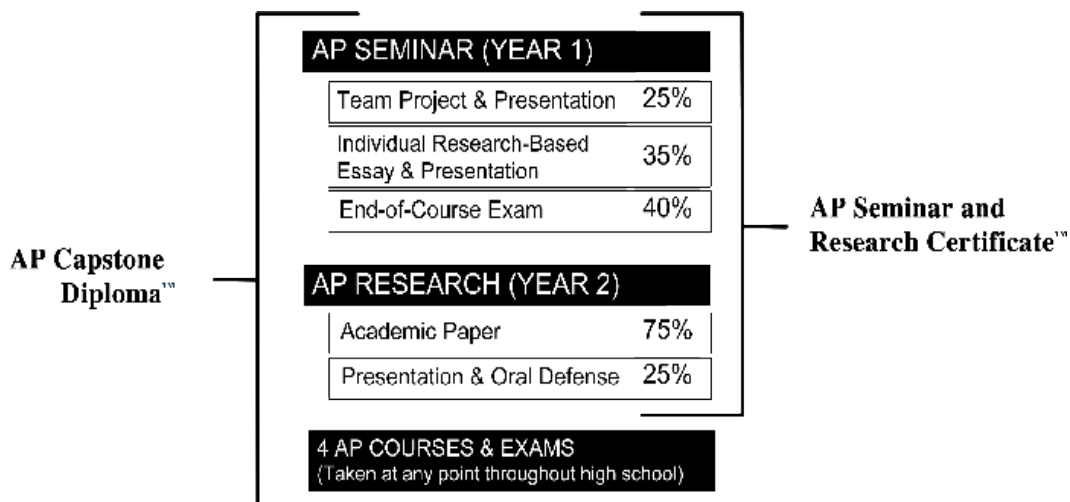 AP SEMINAR (YEAR 1)
Team Project & Presentation 25%
Individual Research-Based
Essay & Presentation 35%
End-of-Course Exam 40%
AP Seminar and
Research Certificate™
AP Capstone
Diploma™
AP RESEARCH (YEAR 2)
Academic Paper 75%
Presentation & Oral Defense 25%
4 AP COURSES & EXAMS
(Taken at any point throughout high school)